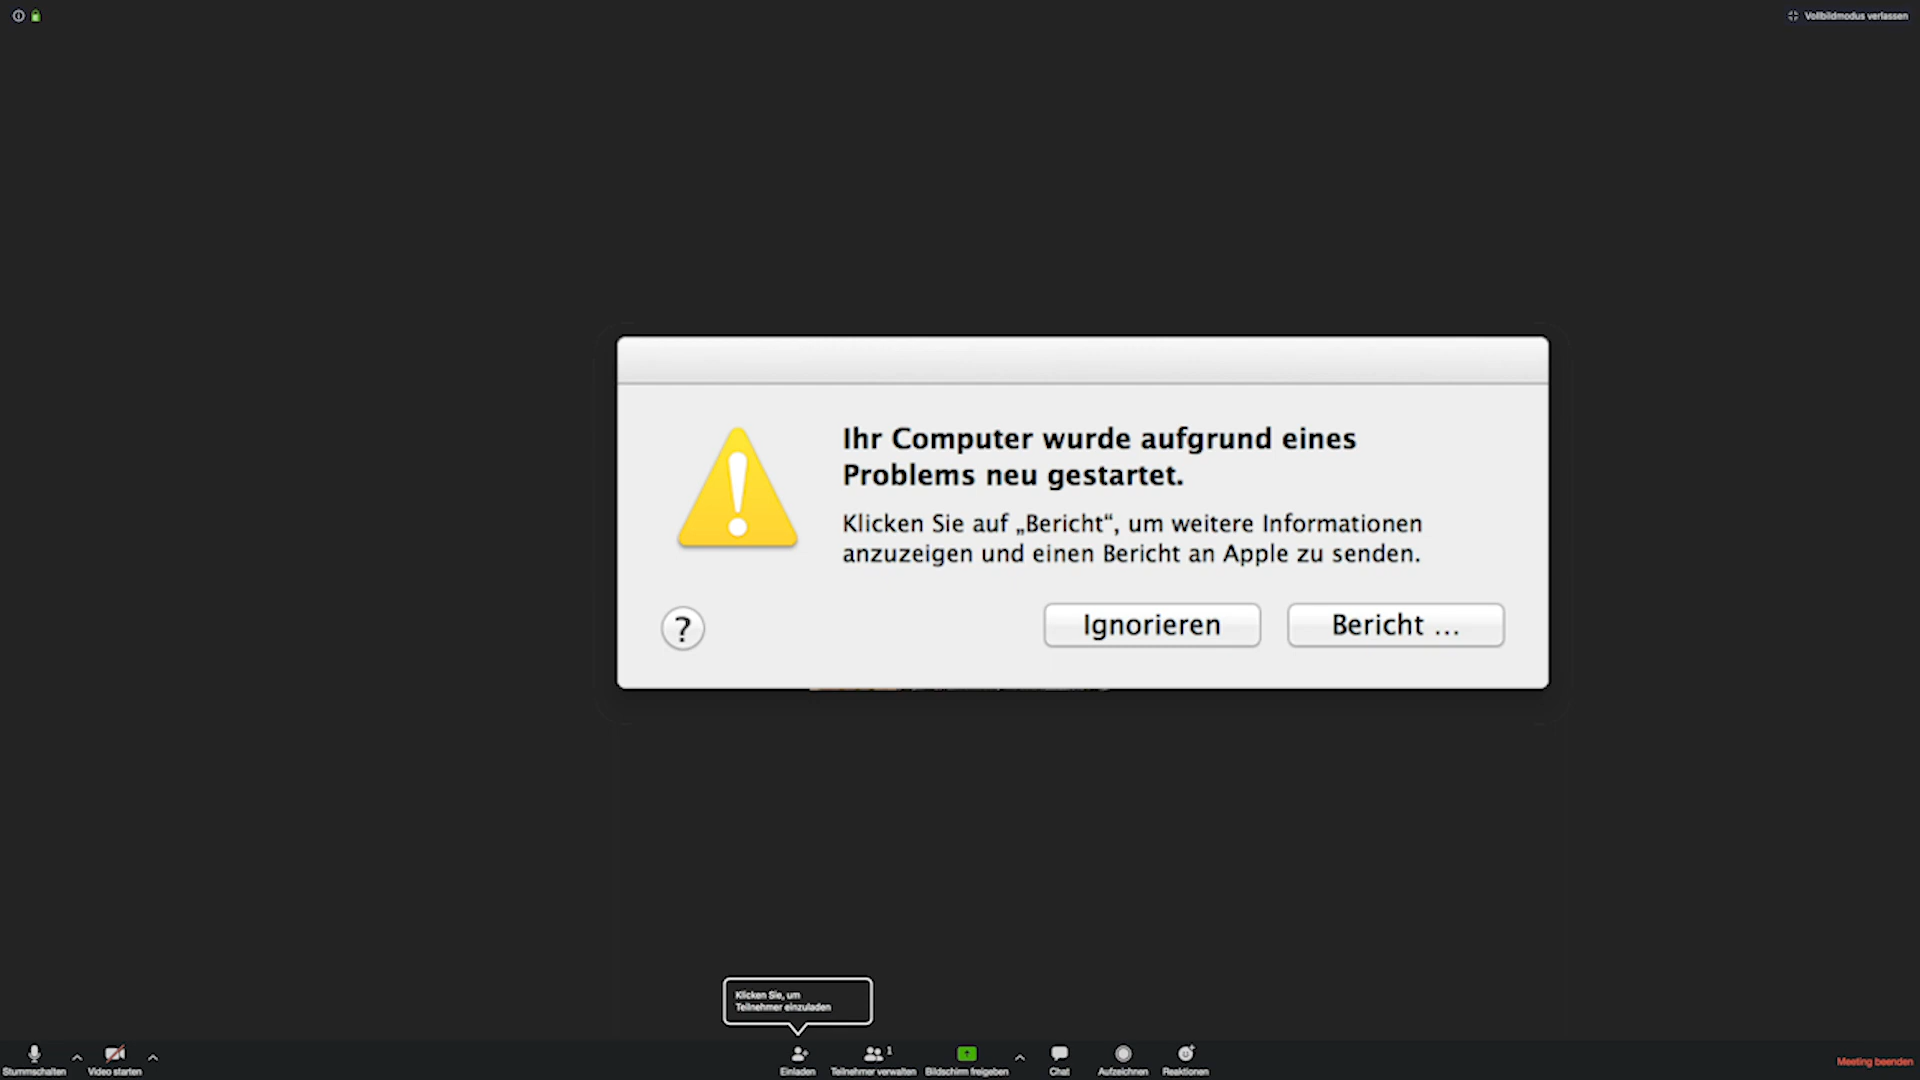 Vollbildmodus verlassen
Ihr Computer wurde aufgrund eines
Problems neu gestartet.
Klicken Sie auf „Bericht“, um weitere Informationen
anzuzeigen und einen Bericht an Apple zu senden.
?
Ignorieren
Bericht ...
Klicken Sie, um
Teilnehmer einzuladen
Stummschalten
Video starten
Einladen
1
Teilnehmer verwalten
Bildschirm freigeben
Chat
Aufzeichnen
Reaktionen
Meeting beenden